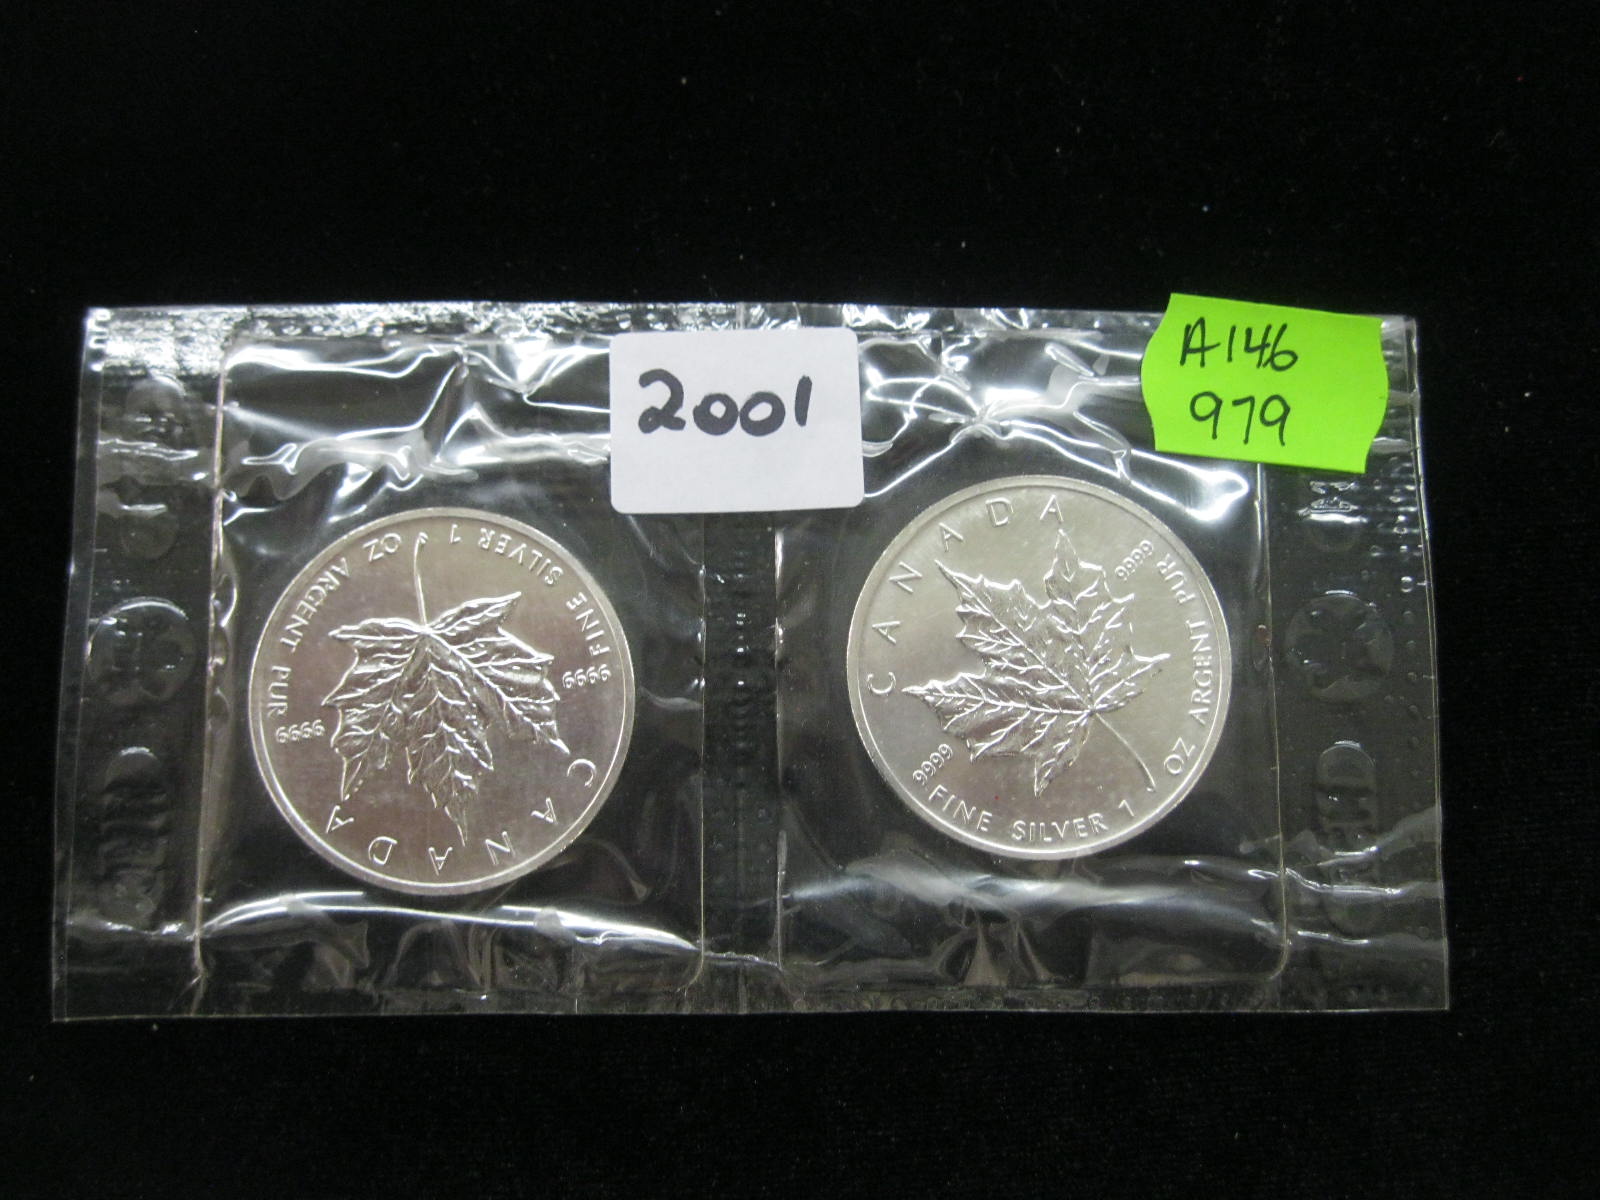 2001
A146
979
CANADA
9999
FINE SILVER 1 OZ ARGENT PUR
9999
CANADA
9999
FINE SILVER 1 OZ ARGENT PUR
9999